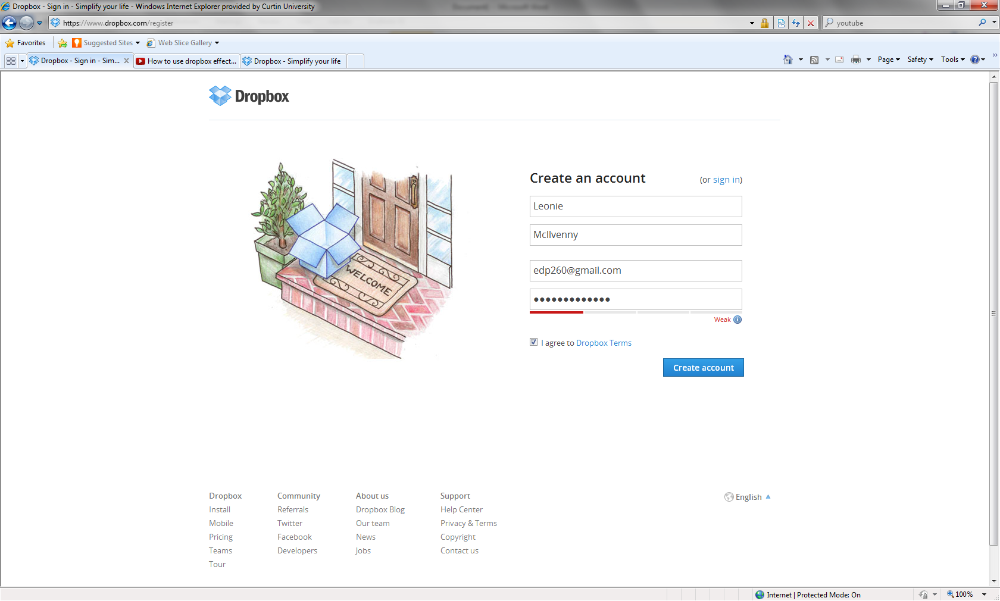 Dropbox - Sign in - Simplify your life - Windows Internet Explorer provided by Curtin University
https://www.dropbox.com/register
youtube
Favorites
Suggested Sites
Web Slice Gallery
Dropbox - Sign in - Sim...
How to use dropbox effect...
Dropbox - Simplify your life
Page
Safety
Tools
Dropbox
Create an account
(or sign in)
Leonie
McIlvenny
edp260@gmail.com
Weak
I agree to Dropbox Terms
Create account
WELCOME
Dropbox
Install
Mobile
Pricing
Teams
Tour
Community
Referrals
Twitter
Facebook
Developers
About us
Dropbox Blog
Our team
News
Jobs
Support
Help Center
Privacy & Terms
Copyright
Contact us
English
Internet | Protected Mode: On
100%